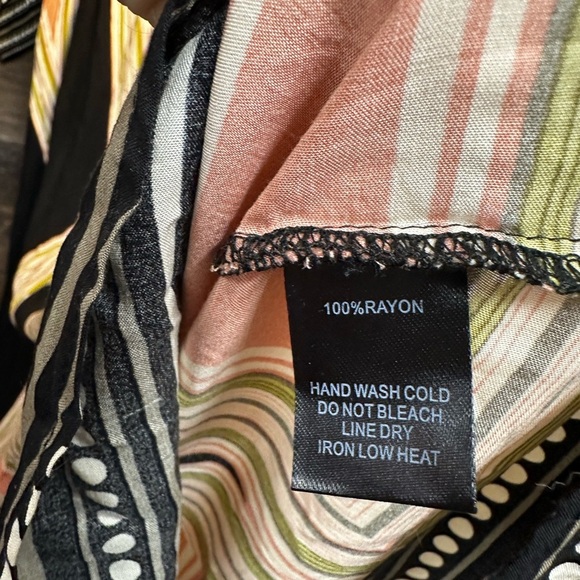 100%RAYON
HAND WASH COLD
DO NOT BLEACH
LINE DRY
IRON LOW HEAT